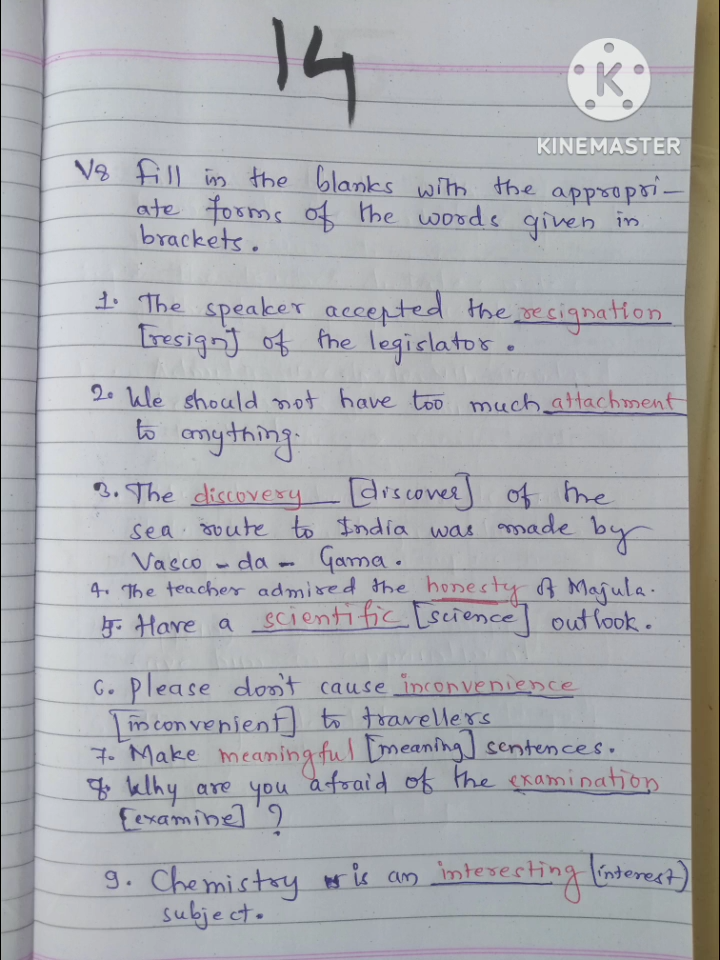 14
K
KINEMASTER
V8 Fill in the blanks with the appropri-
ate forms of the words given in
brackets.
1. The speaker accepted the resignation
[resign] of the legislator.
2. We should not have too much attachment
to anything.
3. The discovery [discover] of the
sea route to India was made by
Vasco-da-Gama.
4. The teacher admired the honesty of Majula.
5. Have a scientific [science] outlook.
6. Please don't cause inconvenience
[inconvenient] to travellers
7. Make meaningful [meaning] sentences.
8. Why are you afraid of the examination
[examine] ?
9. Chemistry is an interesting (interest)
subject.